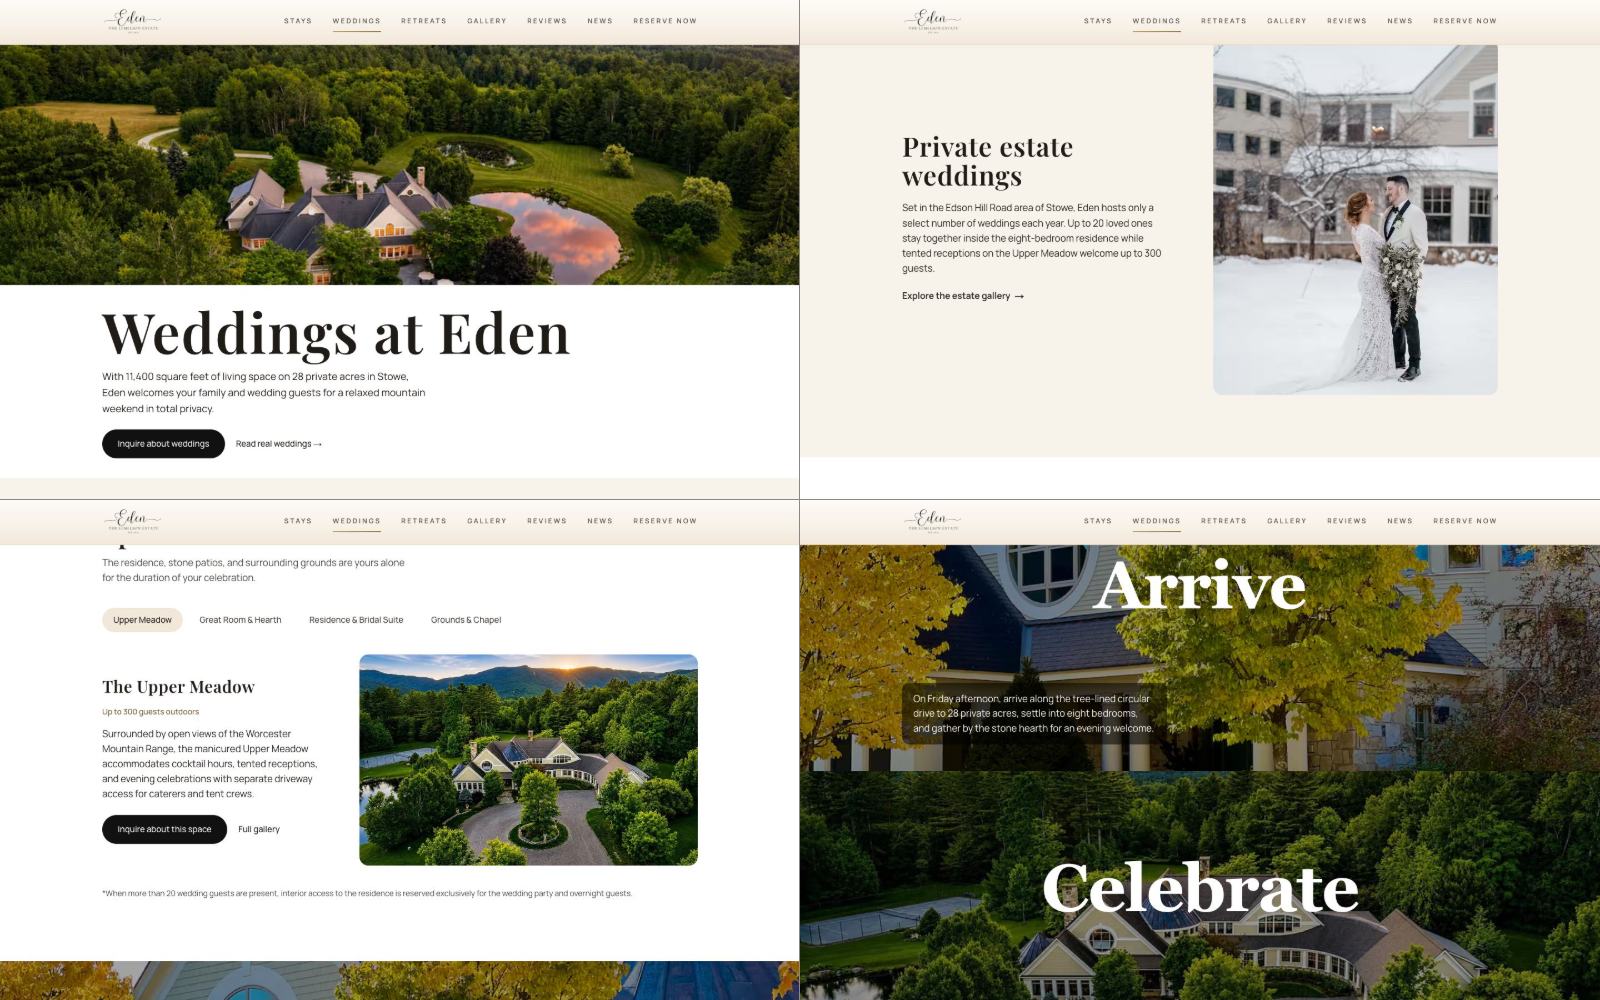 Eden
STAYS WEDDINGS RETREATS GALLERY REVIEWS NEWS RESERVE NOW
Weddings at Eden
With 11,400 square feet of living space on 28 private acres in Stowe,
Eden welcomes your family and wedding guests for a relaxed mountain
weekend in total privacy.
Inquire about weddings Read real weddings →
Eden
STAYS WEDDINGS RETREATS GALLERY REVIEWS NEWS RESERVE NOW
Private estate
weddings
Set in the Edson Hill Road area of Stowe, Eden hosts only a
select number of weddings each year. Up to 20 loved ones
stay together inside the eight-bedroom residence while
tented receptions on the Upper Meadow welcome up to 300
guests.
Explore the estate gallery →
Eden
STAYS WEDDINGS RETREATS GALLERY REVIEWS NEWS RESERVE NOW
The residence, stone patios, and surrounding grounds are yours alone
for the duration of your celebration.
Upper Meadow Great Room & Hearth Residence & Bridal Suite Grounds & Chapel
The Upper Meadow
Up to 300 guests outdoors
Surrounded by open views of the Worcester
Mountain Range, the manicured Upper Meadow
accommodates cocktail hours, tented receptions,
and evening celebrations with separate driveway
access for caterers and tent crews.
Inquire about this space Full gallery
*When more than 20 wedding guests are present, interior access to the residence is reserved exclusively for the wedding party and overnight guests.
Eden
STAYS WEDDINGS RETREATS GALLERY REVIEWS NEWS RESERVE NOW
Arrive
On Friday afternoon, arrive along the tree-lined circular
drive to 28 private acres, settle into eight bedrooms,
and gather by the stone hearth for an evening welcome.
Celebrate